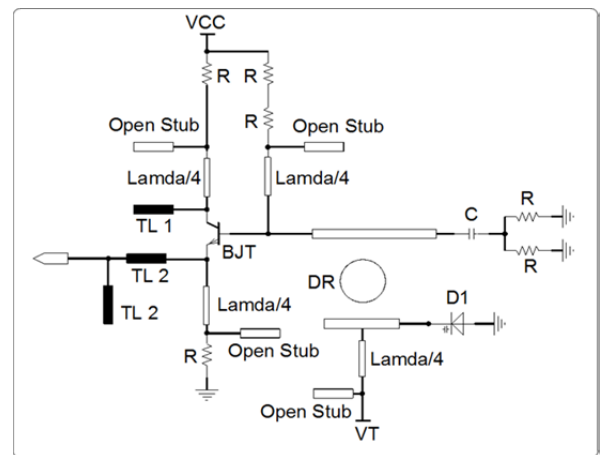 VCC
R R
R
Open Stub Open Stub
Lamda/4 Lamda/4
R
TL 1 C
BJT R
TL 2 DR D1
TL 2 Lamda/4
Open Stub Lamda/4
R
Open Stub
VT